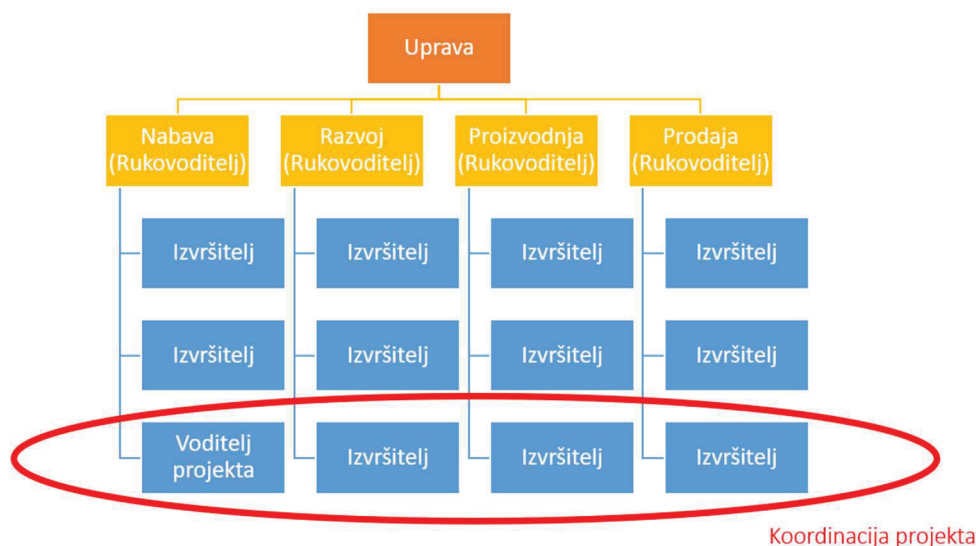 Uprava
Nabava
(Rukovoditelj)
Razvoj
(Rukovoditelj)
Proizvodnja
(Rukovoditelj)
Prodaja
(Rukovoditelj)
Izvršitelj
Izvršitelj
Izvršitelj
Izvršitelj
Izvršitelj
Izvršitelj
Izvršitelj
Izvršitelj
Voditelj
projekta
Izvršitelj
Izvršitelj
Izvršitelj
Koordinacija projekta